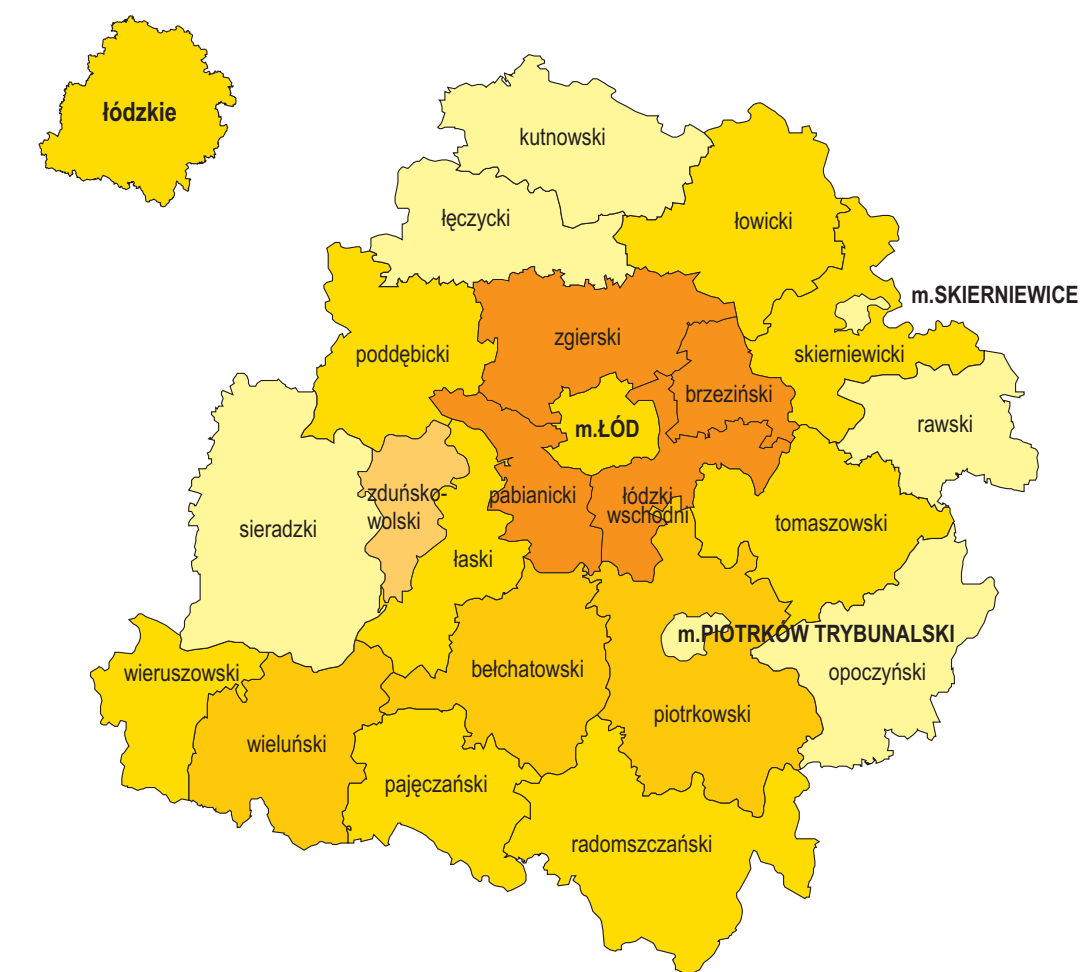 łódzkie
kutnowski
łęczycki
łowicki
m.SKIERNIEWICE
zgierski
poddębicki
skierniewicki
brzeziński
rawski
m.ŁÓD
zduńsko-
wolski
pabianicki
łódzki
wschodni
sieradzki
tomaszowski
łaski
m.PIOTRKÓW TRYBUNALSKI
wieruszowski
bełchatowski
opoczyński
piotrkowski
wieluński
pajęczański
radomszczański